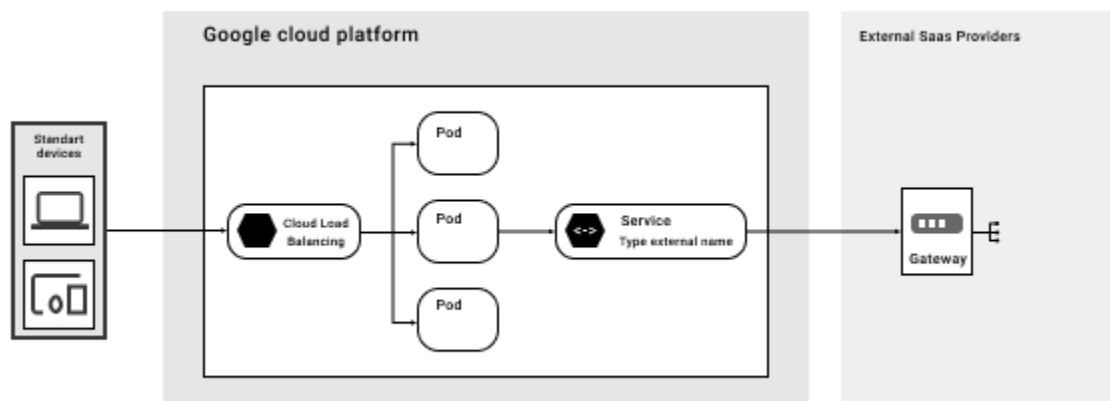 Google cloud platform
External Saas Providers
Standart
devices
Pod
Cloud Load
Balancing
Pod
<->
Service
Type external name
Gateway
Pod